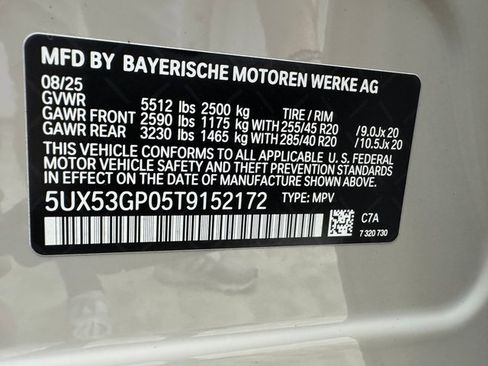 MFD BY BAYERISCHE MOTOREN WERKE AG
08/25
GVWR 5512 lbs 2500 kg TIRE / RIM
GAWR FRONT 2590 lbs 1175 kg WITH 255/45 R20 /9.0Jx 20
GAWR REAR 3230 lbs 1465 kg WITH 285/40 R20 /10.5Jx 20
THIS VEHICLE CONFORMS TO ALL APPLICABLE U.S. FEDERAL
MOTOR VEHICLE SAFETY AND THEFT PREVENTION STANDARDS
IN EFFECT ON THE DATE OF MANUFACTURE SHOWN ABOVE.
5UX53GP05T9152172 TYPE: MPV
C7A
7 320 730